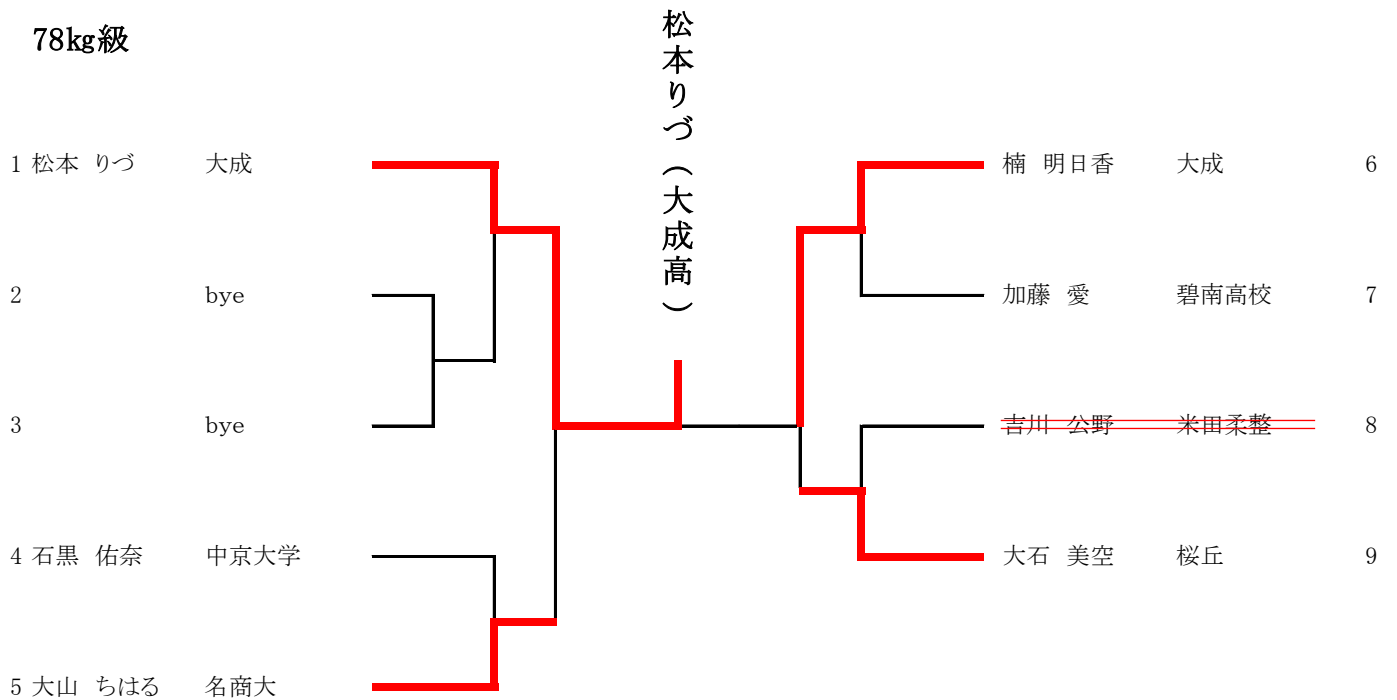 78kg級
松本りづ（大成高）
1 松本 りづ 大成
2 bye
3 bye
4 石黒 佑奈 中京大学
5 大山 ちはる 名商大
楠 明日香 大成 6
加藤 愛 碧南高校 7
吉川 公野 米田柔整 8
大石 美空 桜丘 9